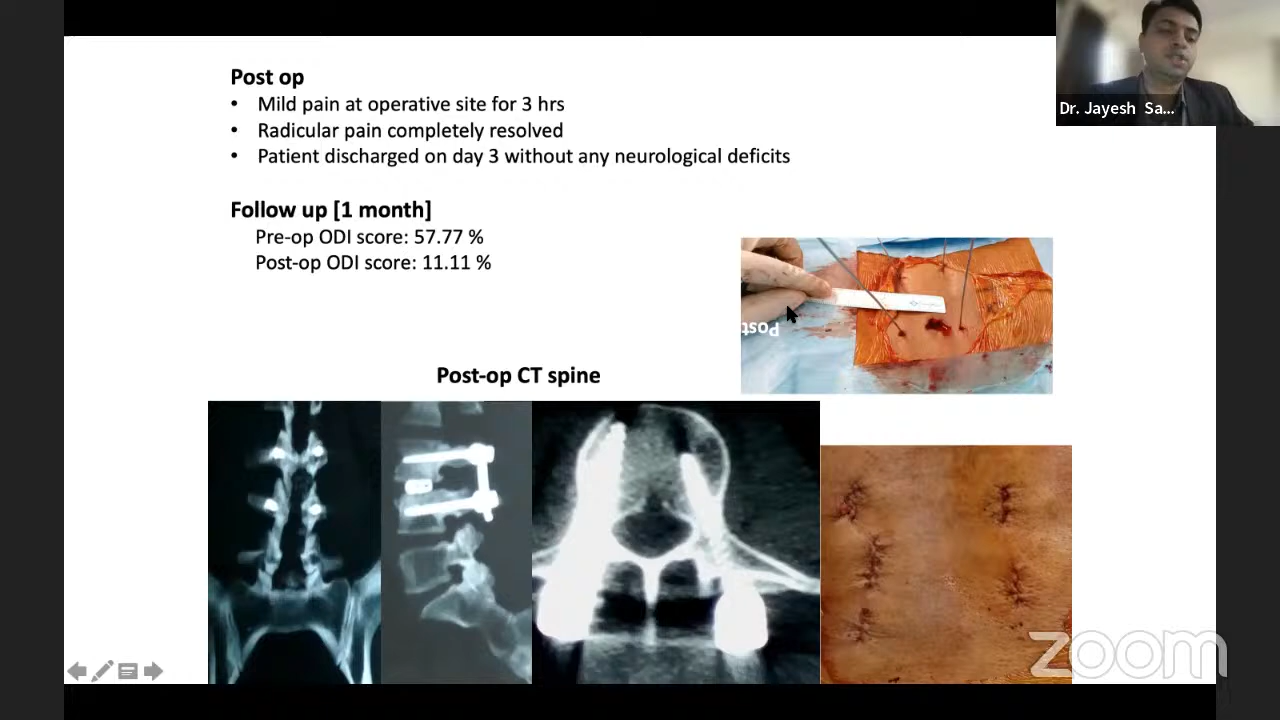 Dr. Jayesh Sa...
Post op
• Mild pain at operative site for 3 hrs
• Radicular pain completely resolved
• Patient discharged on day 3 without any neurological deficits
Follow up [1 month]
Pre-op ODI score: 57.77 %
Post-op ODI score: 11.11 %
Post
Post-op CT spine
zoom